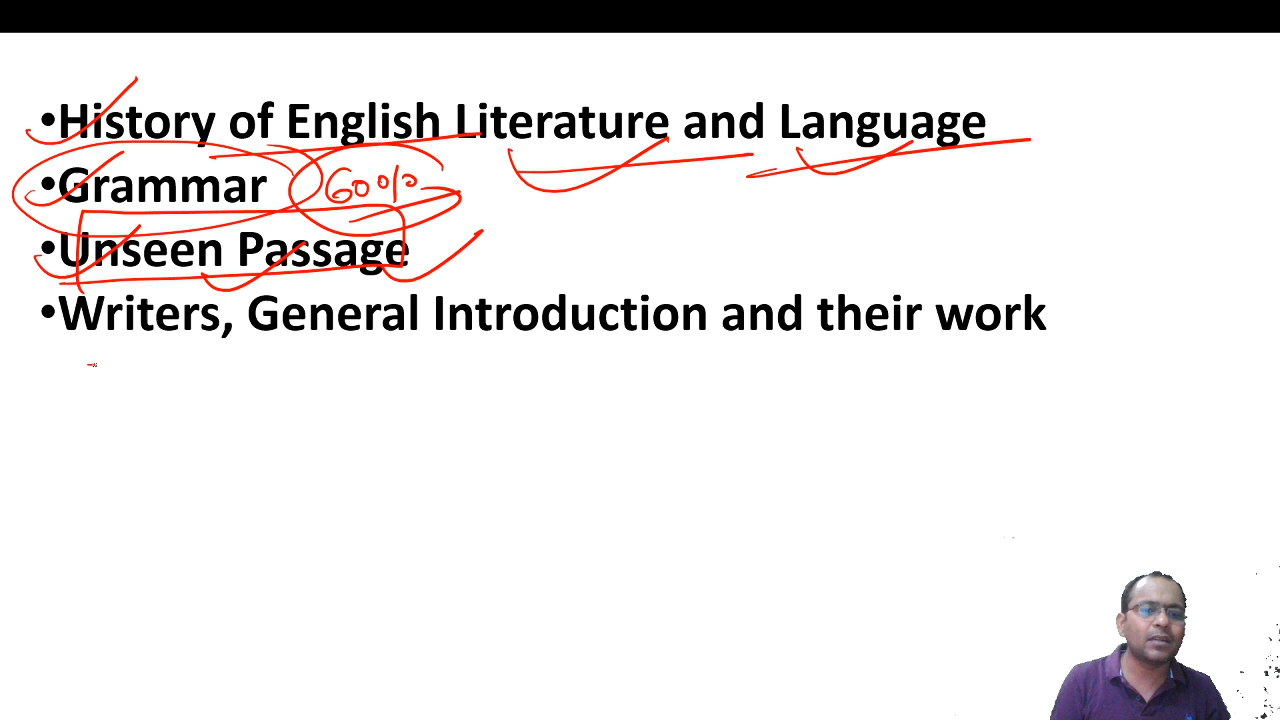 •History of English Literature and Language
•Grammar 60%
•Unseen Passage
•Writers, General Introduction and their work